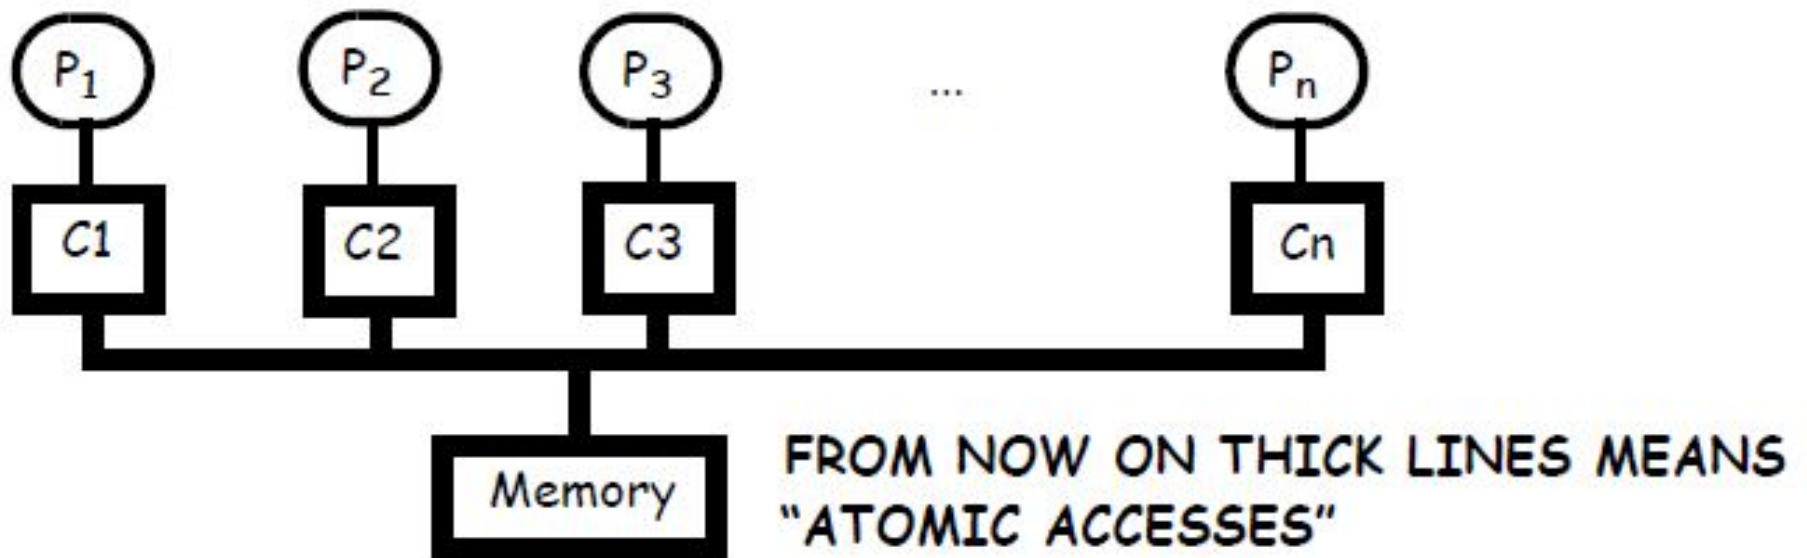 P1 P2 P3 ... Pn
C1 C2 C3 Cn
Memory
FROM NOW ON THICK LINES MEANS
“ATOMIC ACCESSES”